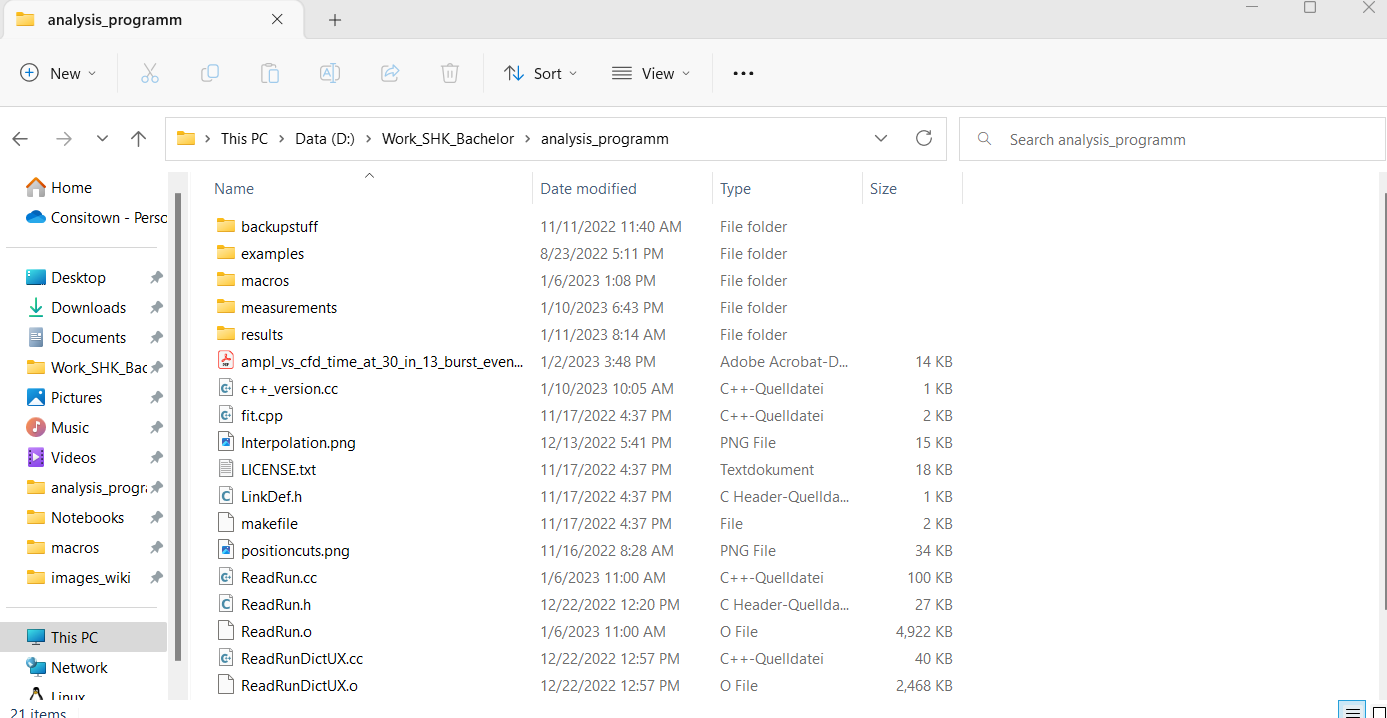 analysis_programm
New Sort View
This PC Data (D:) Work_SHK_Bachelor analysis_programm Search analysis_programm
Home
Consitown - Perso
Desktop
Downloads
Documents
Work_SHK_Bac
Pictures
Music
Videos
analysis_progra
Notebooks
macros
images_wiki
This PC
Network
Linux
Name Date modified Type Size
backupstuff 11/11/2022 11:40 AM File folder
examples 8/23/2022 5:11 PM File folder
macros 1/6/2023 1:08 PM File folder
measurements 1/10/2023 6:43 PM File folder
results 1/11/2023 8:14 AM File folder
ampl_vs_cfd_time_at_30_in_13_burst_even... 1/2/2023 3:48 PM Adobe Acrobat-D... 14 KB
c++_version.cc 1/10/2023 10:05 AM C++-Quelldatei 1 KB
fit.cpp 11/17/2022 4:37 PM C++-Quelldatei 2 KB
Interpolation.png 12/13/2022 5:41 PM PNG File 15 KB
LICENSE.txt 11/17/2022 4:37 PM Textdokument 18 KB
LinkDef.h 11/17/2022 4:37 PM C Header-Quellda... 1 KB
makefile 11/17/2022 4:37 PM File 2 KB
positioncuts.png 11/16/2022 8:28 AM PNG File 34 KB
ReadRun.cc 1/6/2023 11:00 AM C++-Quelldatei 100 KB
ReadRun.h 12/22/2022 12:20 PM C Header-Quellda... 27 KB
ReadRun.o 1/6/2023 11:00 AM O File 4,922 KB
ReadRunDictUX.cc 12/22/2022 12:57 PM C++-Quelldatei 40 KB
ReadRunDictUX.o 12/22/2022 12:57 PM O File 2,468 KB
21 items